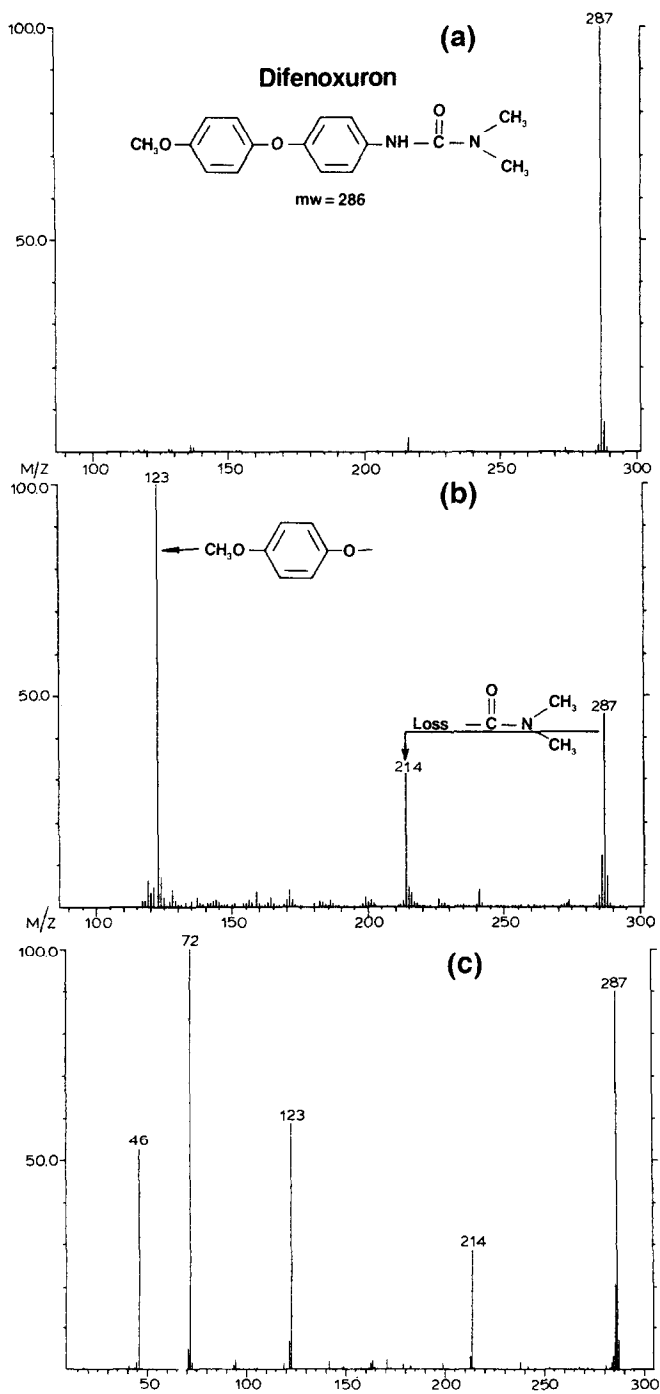 100.0
287
(a)
Difenoxuron
O
CH₃
CH₃O
O
NH
C
N
CH₃
mw = 286
50.0
M/Z
100
150
200
250
300
100.0
123
(b)
CH₃O
O
50.0
O
Loss
C
N
CH₃
CH₃
287
214
M/Z
100
150
200
250
300
100.0
72
(c)
287
123
46
50.0
214
50
100
150
200
250
300